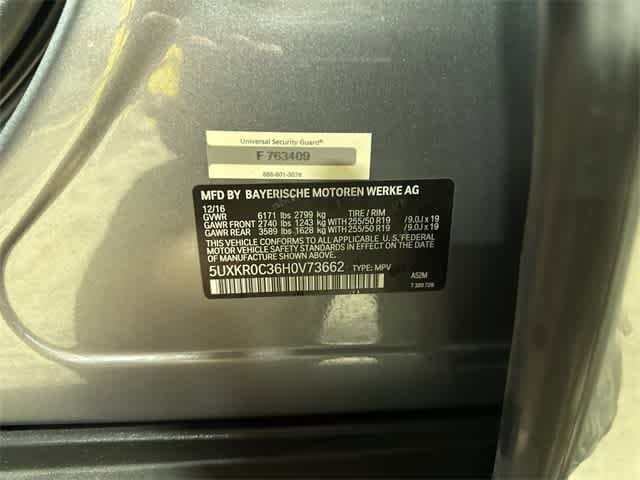 Universal Security Guard®
F 763409
888-601-3078
MFD BY BAYERISCHE MOTOREN WERKE AG
12/16
GVWR 6171 lbs 2799 kg TIRE / RIM
GAWR FRONT 2740 lbs 1243 kg WITH 255/50 R19 /9.0J x 19
GAWR REAR 3589 lbs 1628 kg WITH 255/50 R19 /9.0J x 19
THIS VEHICLE CONFORMS TO ALL APPLICABLE U.S. FEDERAL
MOTOR VEHICLE SAFETY STANDARDS IN EFFECT ON THE DATE
OF MANUFACTURE SHOWN ABOVE.
5UXKR0C36H0V73662 TYPE: MPV A52M